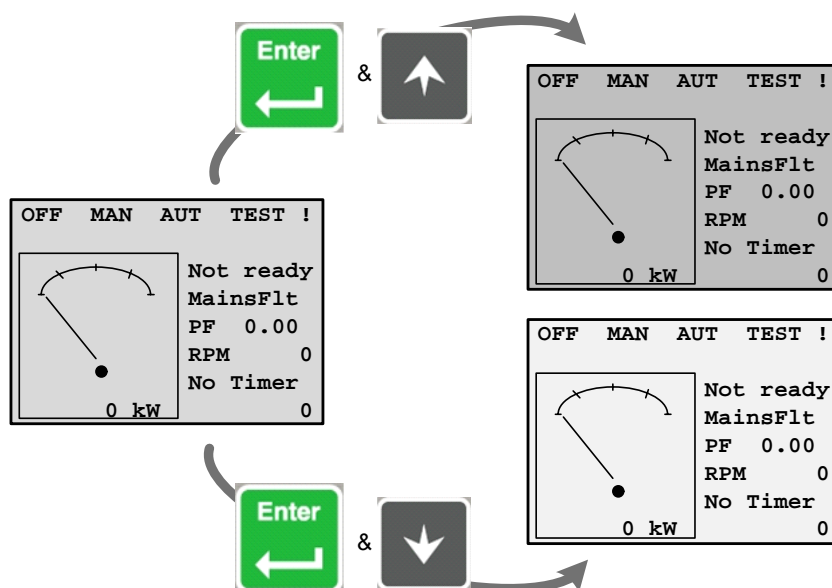 Enter
&
OFF MAN AUT TEST !
Not ready
MainsFlt
PF 0.00
RPM 0
No Timer
0 kW 0
OFF MAN AUT TEST !
Not ready
MainsFlt
PF 0.00
RPM 0
No Timer
0 kW 0
OFF MAN AUT TEST !
Not ready
MainsFlt
PF 0.00
RPM 0
No Timer
0 kW 0
Enter
&